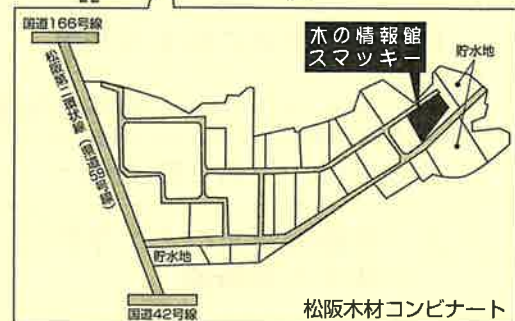 国道166号線
木の情報館
スマッキー
貯水地
松阪第二環状線(県道59号線)
貯水地
国道42号線
松阪木材コンビナート